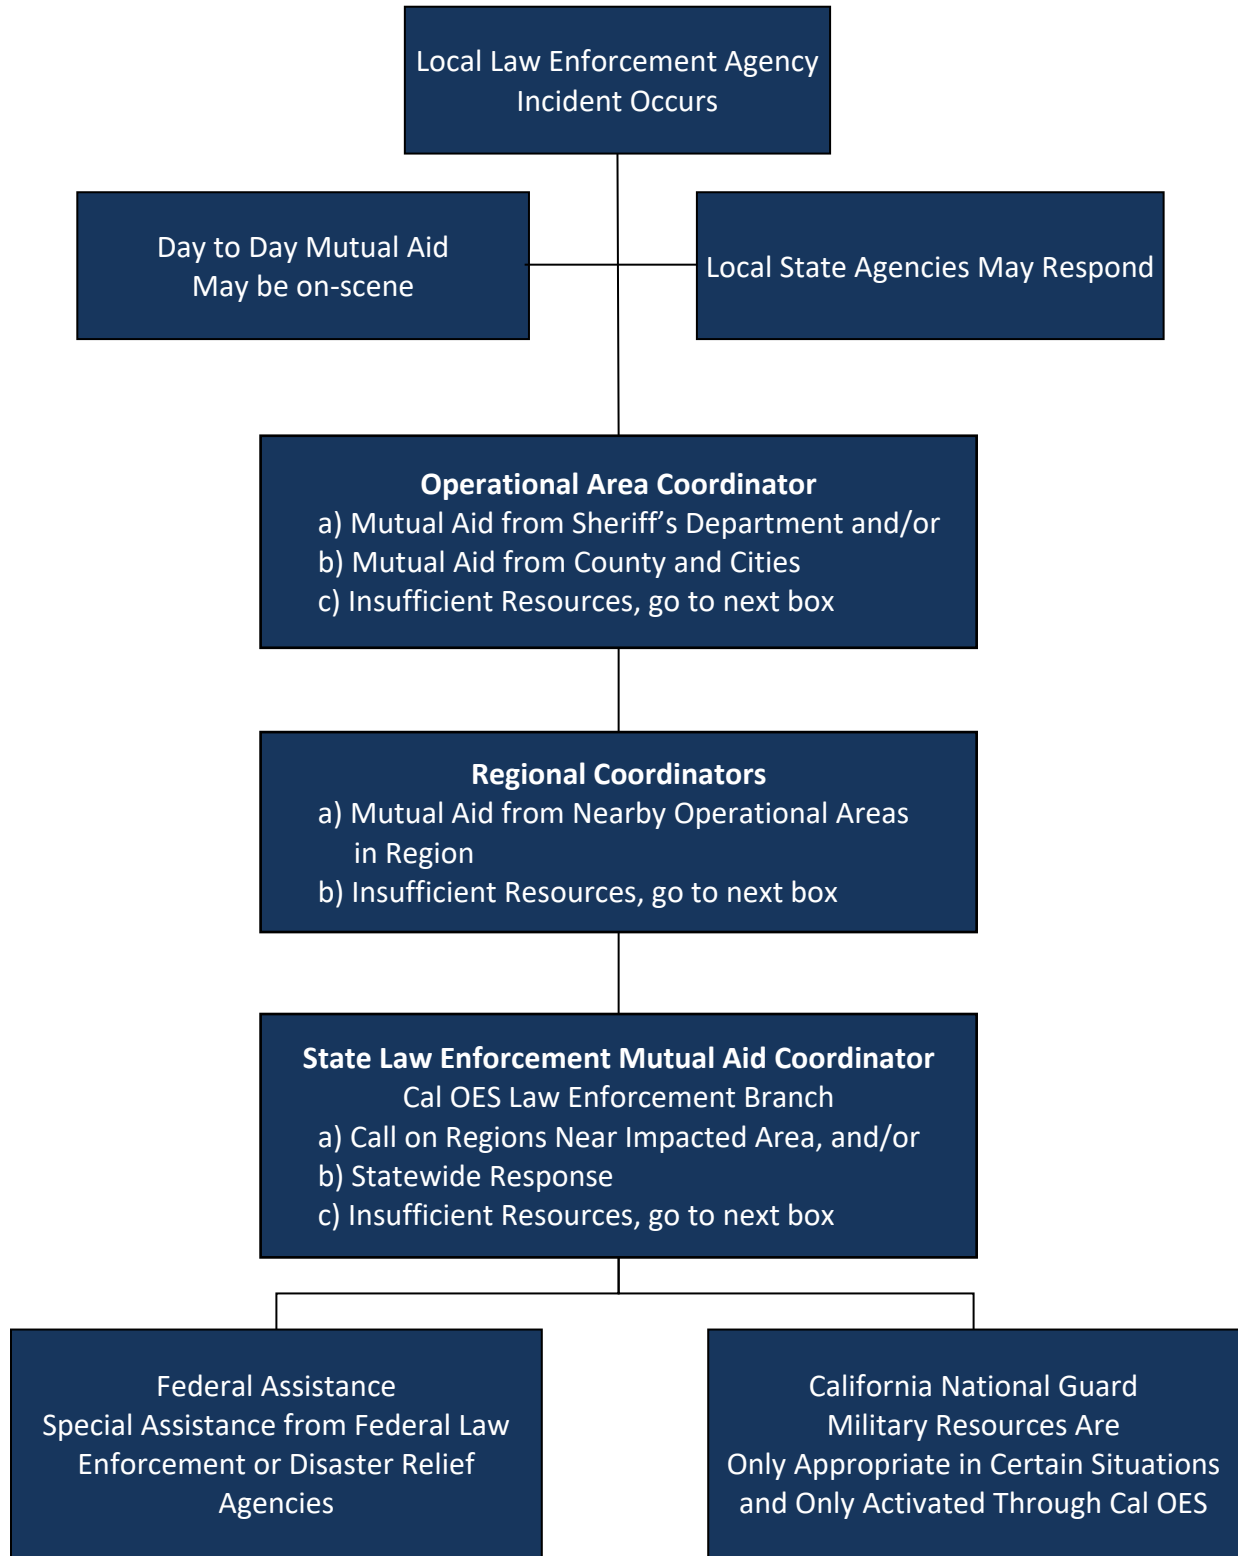 Local Law Enforcement Agency
Incident Occurs
Day to Day Mutual Aid
May be on-scene
Local State Agencies May Respond
Operational Area Coordinator
a) Mutual Aid from Sheriff’s Department and/or
b) Mutual Aid from County and Cities
c) Insufficient Resources, go to next box
Regional Coordinators
a) Mutual Aid from Nearby Operational Areas
in Region
b) Insufficient Resources, go to next box
State Law Enforcement Mutual Aid Coordinator
Cal OES Law Enforcement Branch
a) Call on Regions Near Impacted Area, and/or
b) Statewide Response
c) Insufficient Resources, go to next box
Federal Assistance
Special Assistance from Federal Law
Enforcement or Disaster Relief
Agencies
California National Guard
Military Resources Are
Only Appropriate in Certain Situations
and Only Activated Through Cal OES